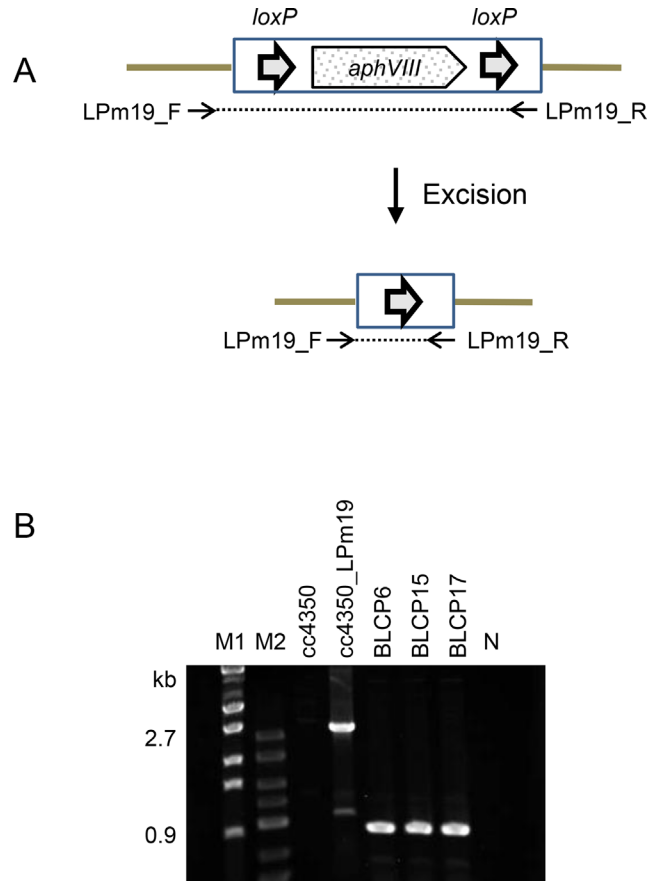 loxP loxP
A
aphVIII
LPm19_F LPm19_R
Excision
LPm19_F LPm19_R
B
M1 M2 cc4350 cc4350_LPm19 BLCP6 BLCP15 BLCP17 N
kb
2.7
0.9